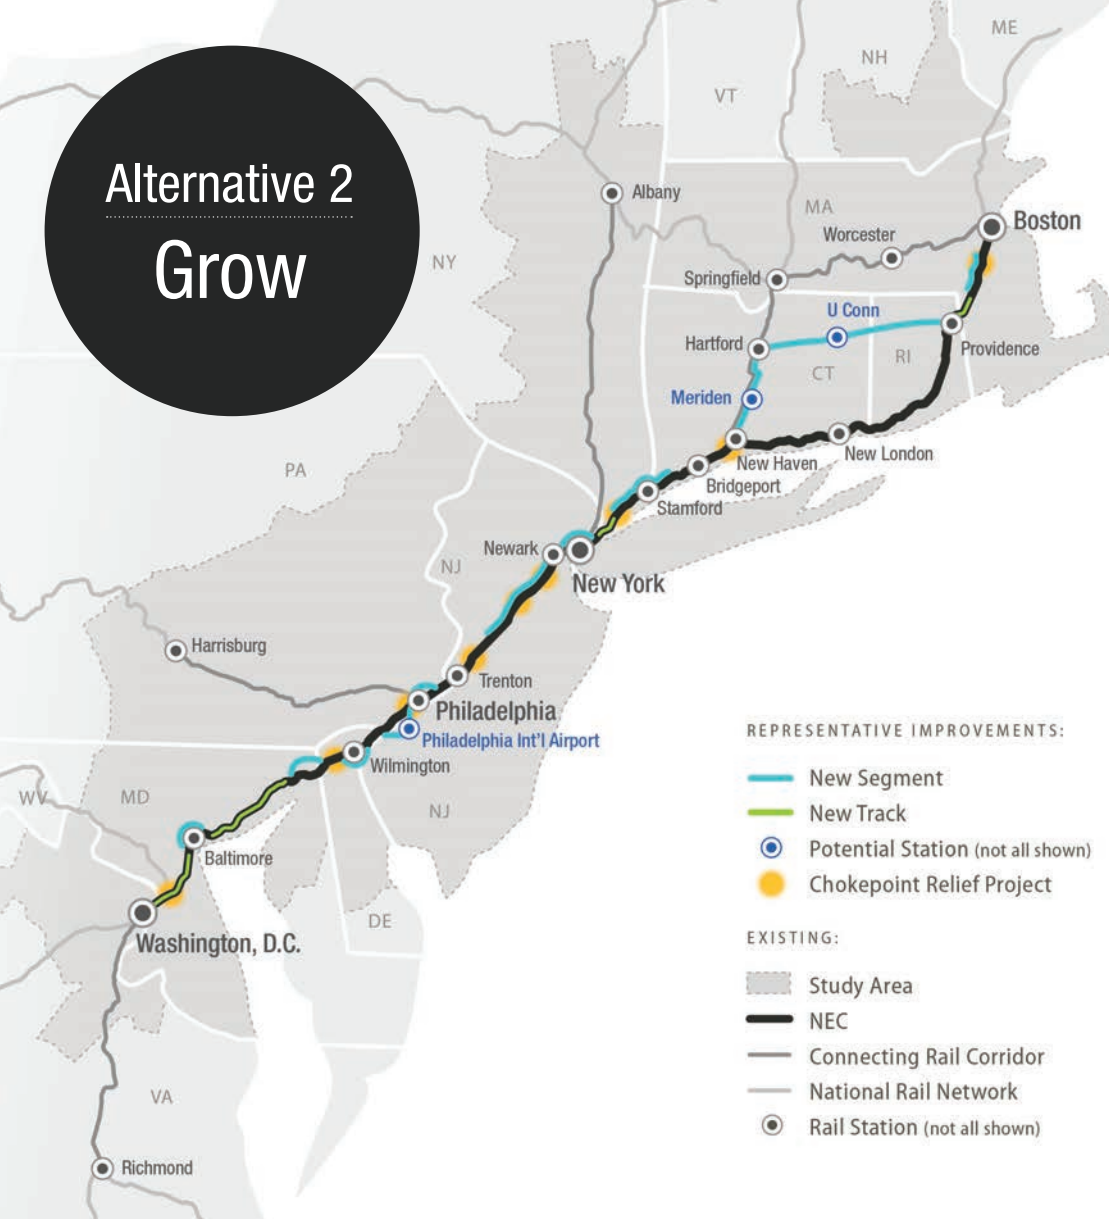 Alternative 2
Grow
ME
NH
VT
Albany
MA
Boston
Worcester
NY
Springfield
U Conn
Hartford
Providence
RI
CT
Meriden
New Haven
New London
PA
Bridgeport
Stamford
Newark
New York
NJ
Harrisburg
Trenton
Philadelphia
Philadelphia Int'l Airport
Wilmington
WV
MD
NJ
Baltimore
DE
Washington, D.C.
VA
Richmond
REPRESENTATIVE IMPROVEMENTS:
New Segment
New Track
Potential Station (not all shown)
Chokepoint Relief Project
EXISTING:
Study Area
NEC
Connecting Rail Corridor
National Rail Network
Rail Station (not all shown)